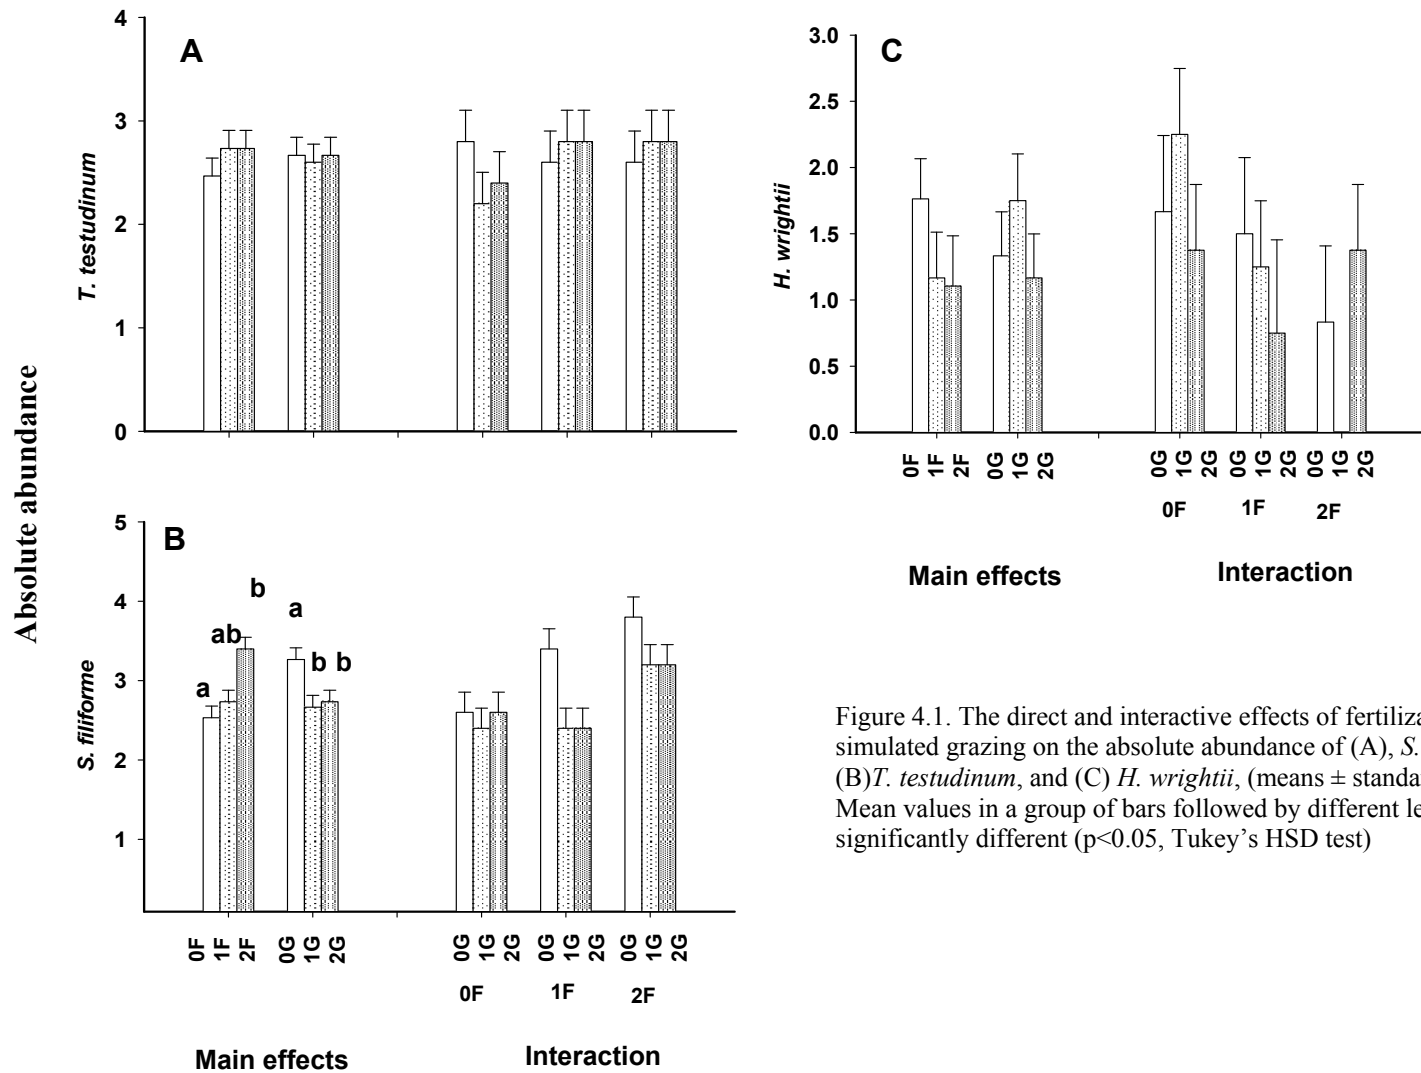 Absolute abundance
A
T. testudinum
4
3
2
1
0
B
S. filiforme
5
4
3
2
1
a
ab
b
a
b b
0F 1F 2F 0G 1G 2G
0G 1G 2G 0G 1G 2G 0G 1G 2G
0F 1F 2F
Main effects Interaction
C
H. wrightii
3.0
2.5
2.0
1.5
1.0
0.5
0.0
0F 1F 2F 0G 1G 2G
0G 1G 2G 0G 1G 2G 0G 1G 2G
0F 1F 2F
Main effects Interaction
Figure 4.1. The direct and interactive effects of fertiliza
simulated grazing on the absolute abundance of (A), S.
(B)T. testudinum, and (C) H. wrightii, (means ± standa
Mean values in a group of bars followed by different le
significantly different (p<0.05, Tukey’s HSD test)